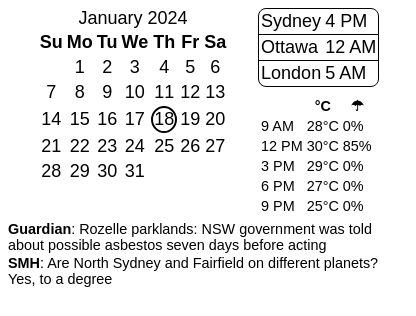 January 2024
Su Mo Tu We Th Fr Sa
1 2 3 4 5 6
7 8 9 10 11 12 13
14 15 16 17 18 19 20
21 22 23 24 25 26 27
28 29 30 31
Sydney 4 PM
Ottawa 12 AM
London 5 AM
°C ☂
9 AM 28°C 0%
12 PM 30°C 85%
3 PM 29°C 0%
6 PM 27°C 0%
9 PM 25°C 0%
Guardian: Rozelle parklands: NSW government was told
about possible asbestos seven days before acting
SMH: Are North Sydney and Fairfield on different planets?
Yes, to a degree